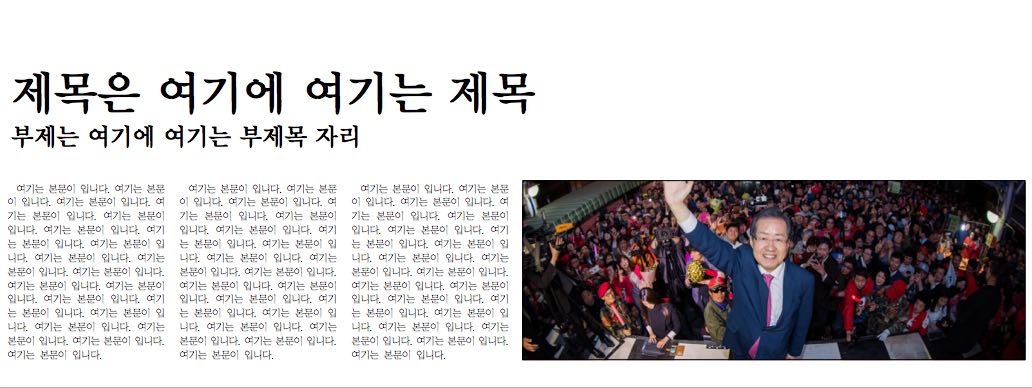 제목은 여기에 여기는 제목
부제는 여기에 여기는 부제목 자리
여기는 본문이 입니다. 여기는 본문
이 입니다. 여기는 본문이 입니다. 여
기는 본문이 입니다. 여기는 본문이
입니다. 여기는 본문이 입니다. 여기
는 본문이 입니다. 여기는 본문이 입
니다. 여기는 본문이 입니다. 여기는
본문이 입니다. 여기는 본문이 입니다.
여기는 본문이 입니다. 여기는 본문이
입니다. 여기는 본문이 입니다. 여기
는 본문이 입니다. 여기는 본문이 입
니다. 여기는 본문이 입니다. 여기는
본문이 입니다. 여기는 본문이 입니다.
여기는 본문이 입니다.
여기는 본문이 입니다. 여기는 본문
이 입니다. 여기는 본문이 입니다. 여
기는 본문이 입니다. 여기는 본문이
입니다. 여기는 본문이 입니다. 여기
는 본문이 입니다. 여기는 본문이 입
니다. 여기는 본문이 입니다. 여기는
본문이 입니다. 여기는 본문이 입니다.
여기는 본문이 입니다. 여기는 본문이
입니다. 여기는 본문이 입니다. 여기
는 본문이 입니다. 여기는 본문이 입
니다. 여기는 본문이 입니다. 여기는
본문이 입니다. 여기는 본문이 입니다.
여기는 본문이 입니다.
여기는 본문이 입니다. 여기는 본문
이 입니다. 여기는 본문이 입니다. 여
기는 본문이 입니다. 여기는 본문이
입니다. 여기는 본문이 입니다. 여기
는 본문이 입니다. 여기는 본문이 입
니다. 여기는 본문이 입니다. 여기는
본문이 입니다. 여기는 본문이 입니다.
여기는 본문이 입니다. 여기는 본문이
입니다. 여기는 본문이 입니다. 여기
는 본문이 입니다. 여기는 본문이 입
니다. 여기는 본문이 입니다. 여기는
본문이 입니다. 여기는 본문이 입니다.
여기는 본문이 입니다.